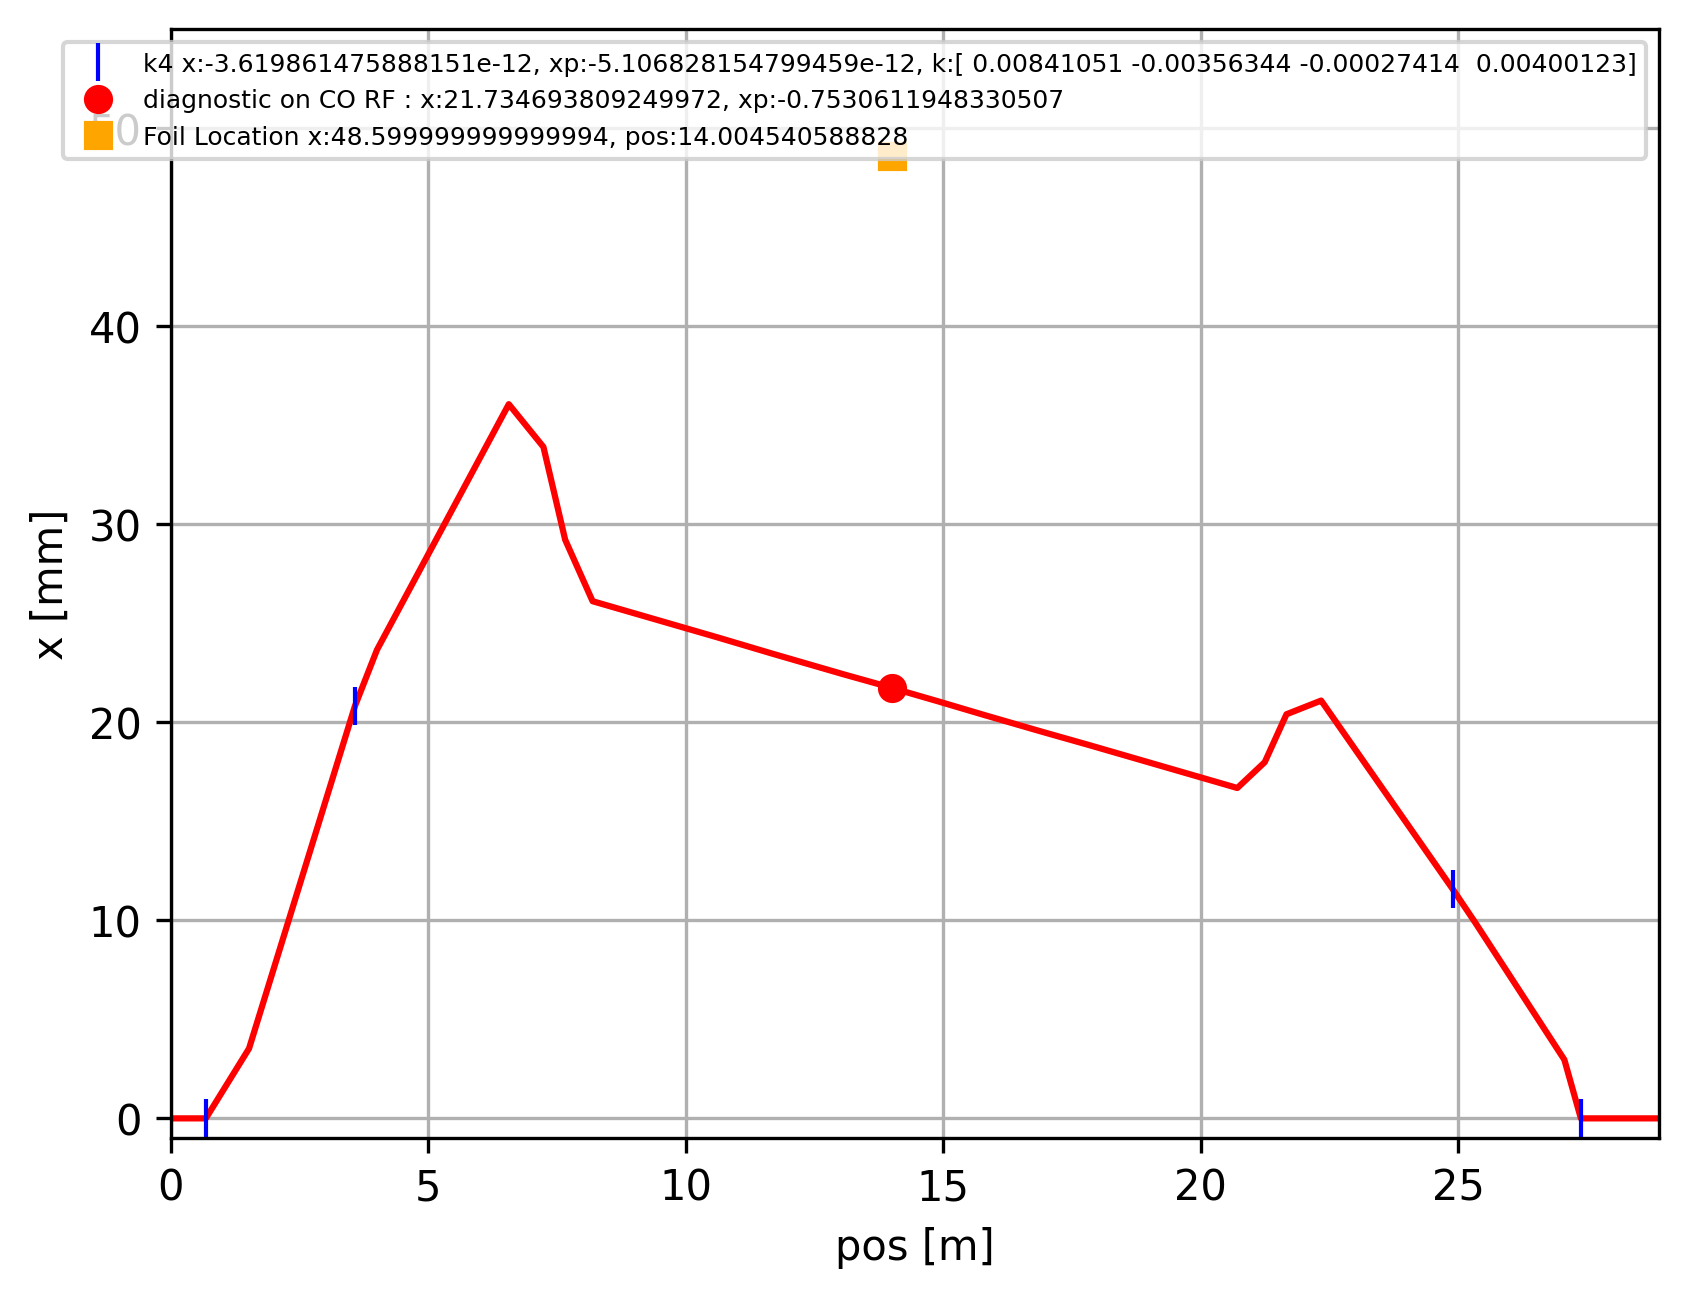 k4 x:-3.619861475888151e-12, xp:-5.106828154799459e-12, k:[ 0.00841051 -0.00356344 -0.00027414  0.00400123]
diagnostic on CO RF : x:21.734693809249972, xp:-0.7530611948330507
Foil Location x:48.599999999999994, pos:14.004540588828
50
40
30
20
10
0
x [mm]
0 5 10 15 20 25
pos [m]